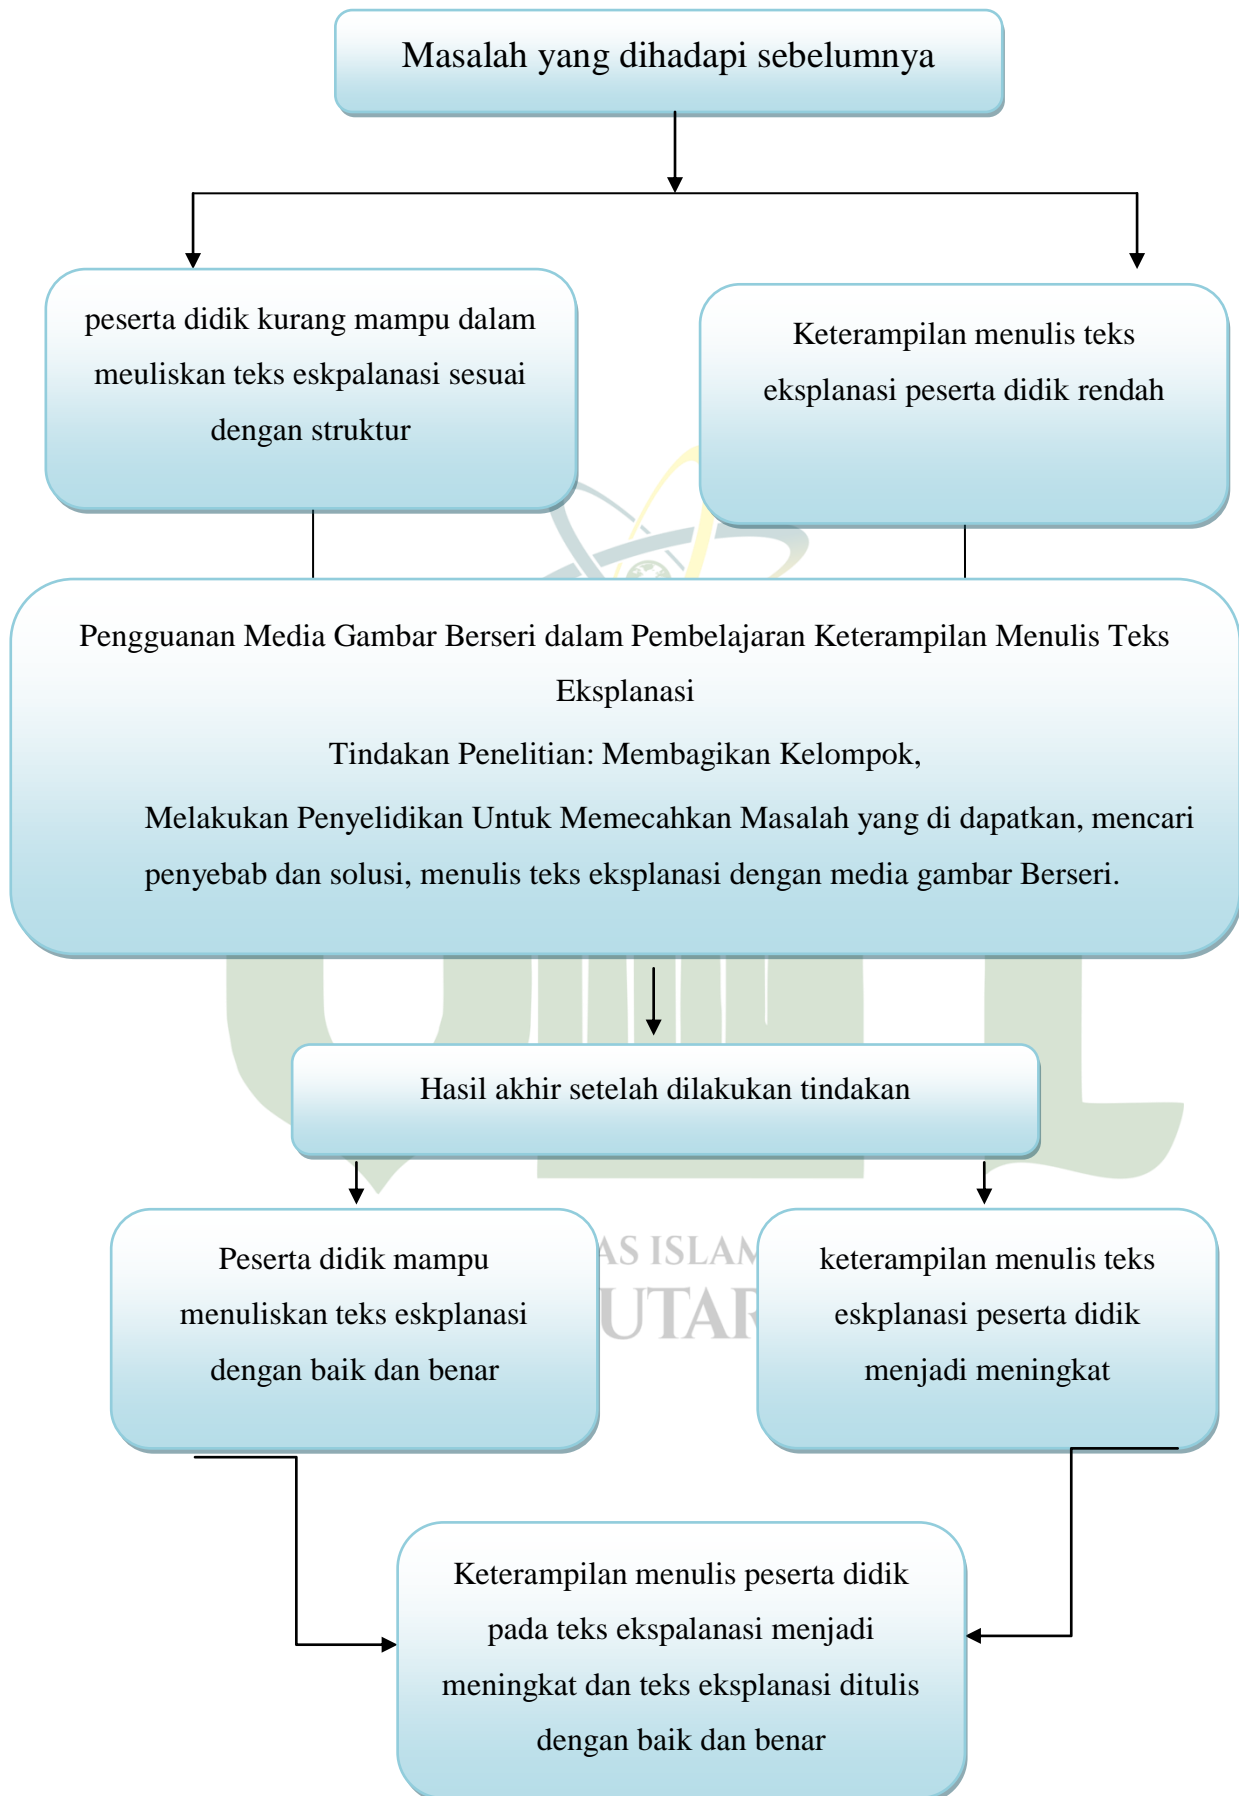 Masalah yang dihadapi sebelumnya
peserta didik kurang mampu dalam
meuliskan teks eskpalanasi sesuai
dengan struktur
Keterampilan menulis teks
eksplanasi peserta didik rendah
Pengguanan Media Gambar Berseri dalam Pembelajaran Keterampilan Menulis Teks
Eksplanasi
Tindakan Penelitian: Membagikan Kelompok,
Melakukan Penyelidikan Untuk Memecahkan Masalah yang di dapatkan, mencari
penyebab dan solusi, menulis teks eksplanasi dengan media gambar Berseri.
Hasil akhir setelah dilakukan tindakan
Peserta didik mampu
menuliskan teks eskplanasi
dengan baik dan benar
keterampilan menulis teks
eskplanasi peserta didik
menjadi meningkat
AS ISLAM
UTAR
Keterampilan menulis peserta didik
pada teks ekspalanasi menjadi
meningkat dan teks eksplanasi ditulis
dengan baik dan benar